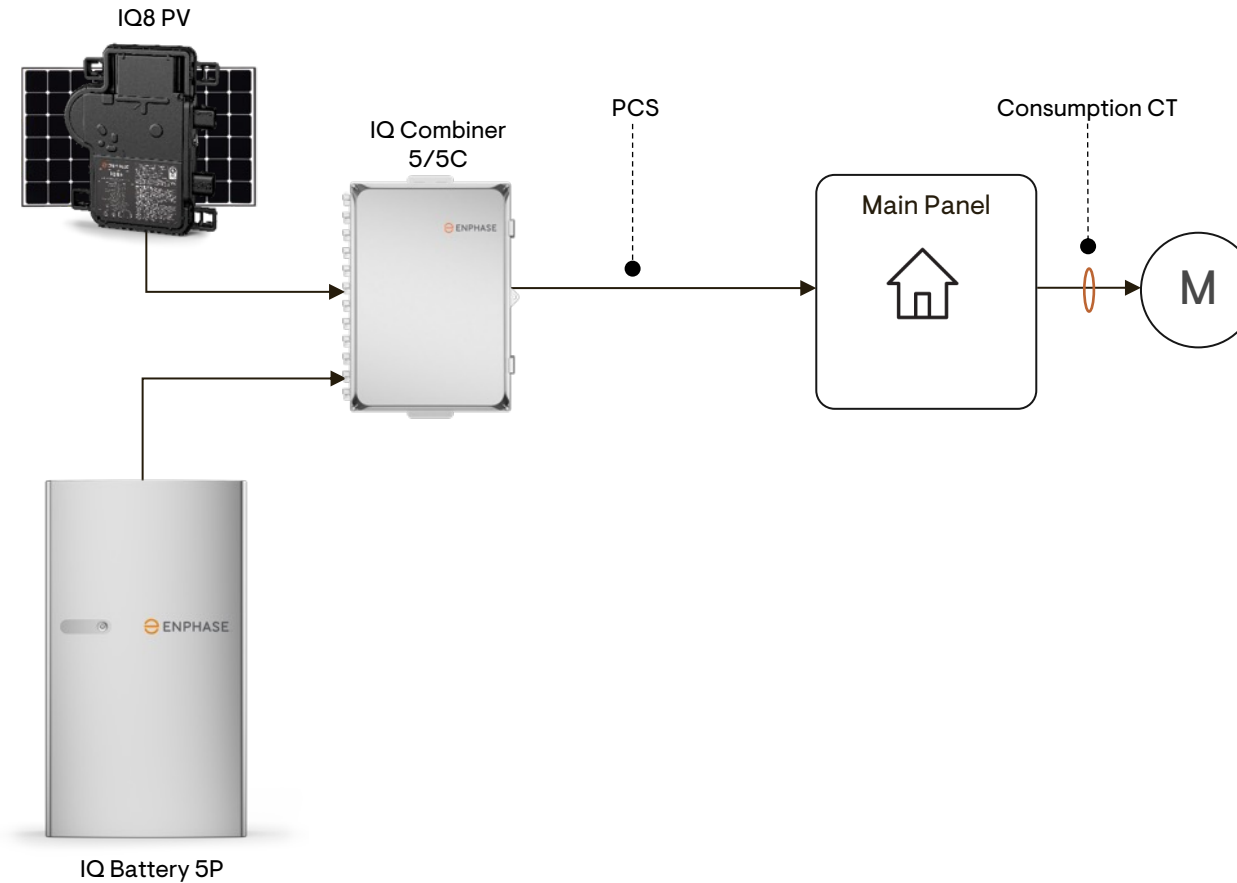 IQ8 PV
PCS
Consumption CT
IQ Combiner
5/5C
Main Panel
ENPHASE
M
ENPHASE
IQ Battery 5P